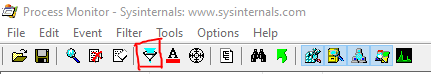 Process Monitor - Sysinternals: www.sysinternals.com
File Edit Event Filter Tools Options Help
A